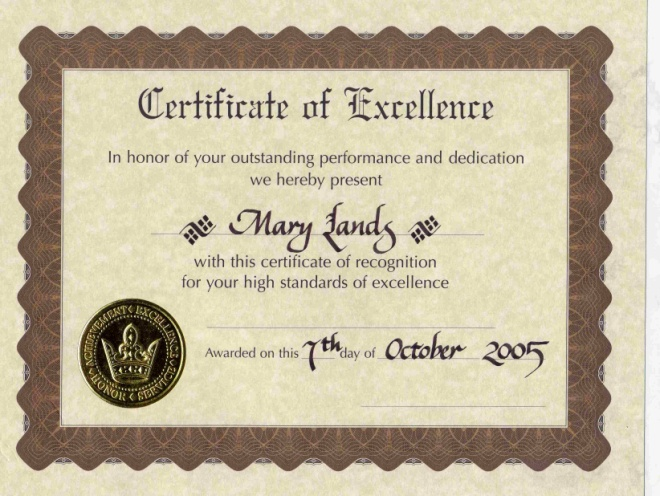 Certificate of Excellence
In honor of your outstanding performance and dedication
we hereby present
Mary Lands
with this certificate of recognition
for your high standards of excellence
Awarded on this 7th day of October 2005
ACHIEVEMENT EXCELLENCE SERVICE HONOR